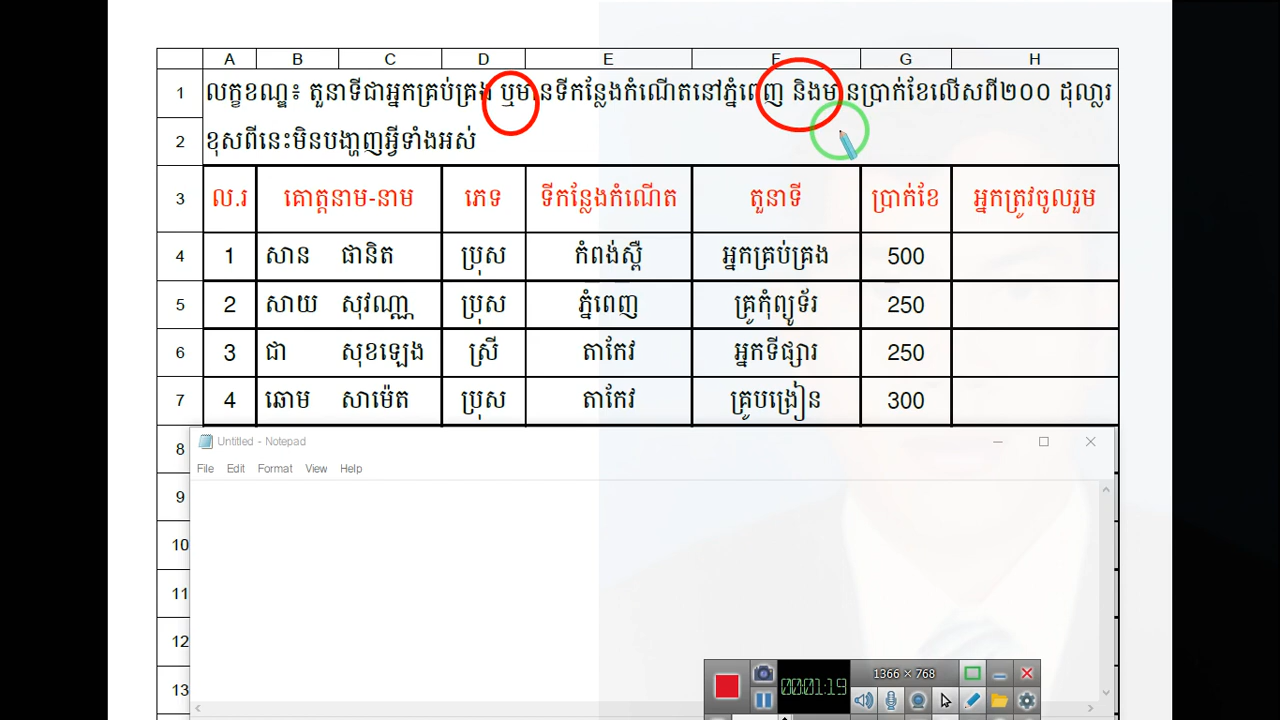 A B C D E F G H
1 លក្ខខណ្ឌ៖ តួនាទីជាអ្នកគ្រប់គ្រង ឬមានទីកន្លែងកំណើតនៅភ្នំពេញ និងមានប្រាក់ខែលើសពី២០០ ដុល្លារ
2 ខុសពីនេះមិនបង្ហាញអ្វីទាំងអស់
3 ល.រ គោត្តនាម-នាម ភេទ ទីកន្លែងកំណើត តួនាទី ប្រាក់ខែ អ្នកត្រូវចូលរួម
4 1 សាន ផានិត ប្រុស កំពង់ស្ពឺ អ្នកគ្រប់គ្រង 500
5 2 សាយ សុវណ្ណា ប្រុស ភ្នំពេញ គ្រូកុំព្យូទ័រ 250
6 3 ជា សុខឡេង ស្រី តាកែវ អ្នកទីផ្សារ 250
7 4 ឆោម សាម៉េត ប្រុស តាកែវ គ្រូបង្រៀន 300
8
Untitled - Notepad
File Edit Format View Help
9
10
11
12
13
1366 × 768
00:01:19